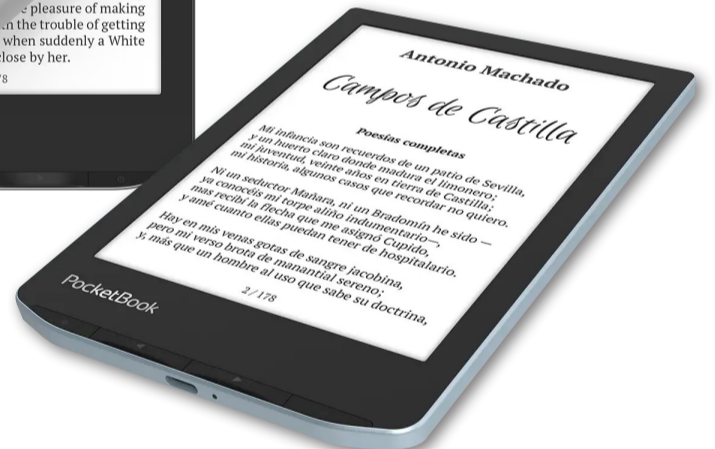 pleasure of making
the trouble of getting
when suddenly a White
close by her.
Antonio Machado
Campos de Castilla
Poesías completas
Mi infancia son recuerdos de un patio de Sevilla,
y un huerto claro donde madura el limonero;
mi juventud, veinte años en tierra de Castilla;
mi historia, algunos casos que recordar no quiero.
Ni un seductor Mañara, ni un Bradomín he sido —
ya conocéis mi torpe aliño indumentario—,
mas recibí la flecha que me asignó Cupido,
y amé cuanto ellas puedan tener de hospitalario.
Hay en mis venas gotas de sangre jacobina,
pero mi verso brota de manantial sereno;
y, más que un hombre al uso que sabe su doctrina,
2 / 178
PocketBook